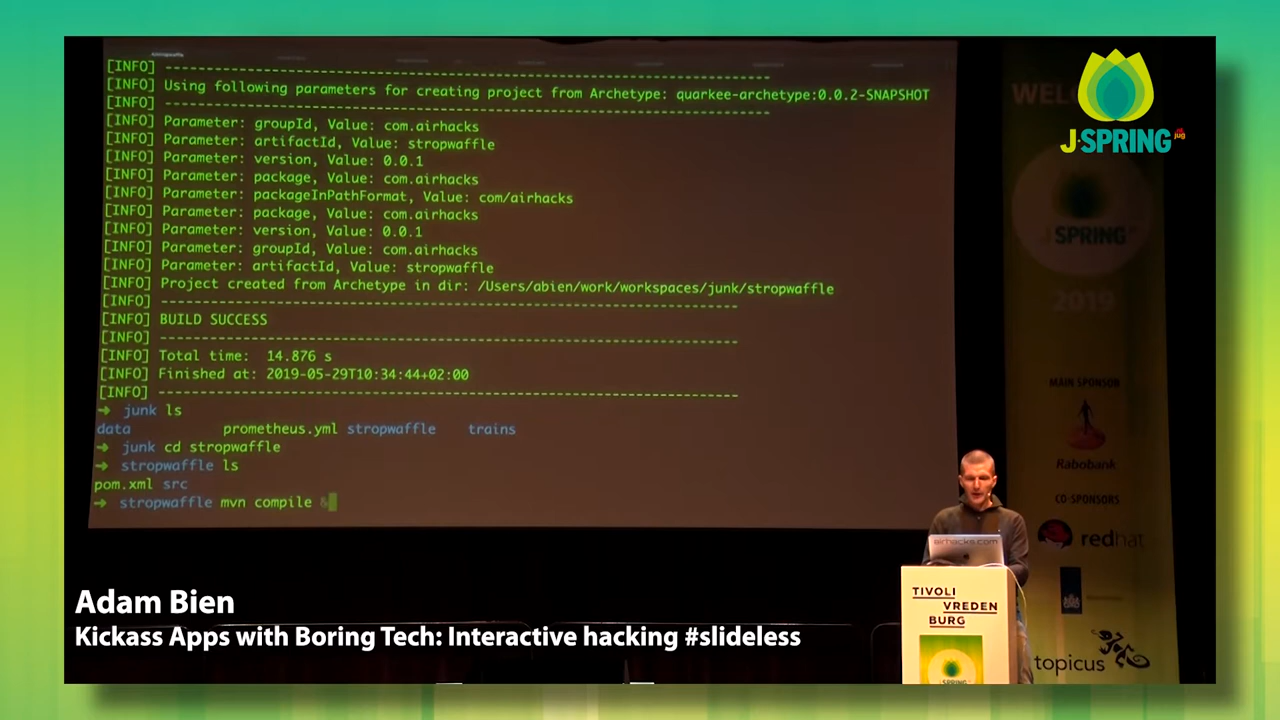 [INFO] ------------------------------------------------------------------------
[INFO] Using following parameters for creating project from Archetype: quarkee-archetype:0.0.2-SNAPSHOT
[INFO] ------------------------------------------------------------------------
[INFO] Parameter: groupId, Value: com.airhacks
[INFO] Parameter: artifactId, Value: stropwaffle
[INFO] Parameter: version, Value: 0.0.1
[INFO] Parameter: package, Value: com.airhacks
[INFO] Parameter: packageInPathFormat, Value: com/airhacks
[INFO] Parameter: package, Value: com.airhacks
[INFO] Parameter: version, Value: 0.0.1
[INFO] Parameter: groupId, Value: com.airhacks
[INFO] Parameter: artifactId, Value: stropwaffle
[INFO] Project created from Archetype in dir: /Users/abien/work/workspaces/junk/stropwaffle
[INFO] ------------------------------------------------------------------------
[INFO] BUILD SUCCESS
[INFO] ------------------------------------------------------------------------
[INFO] Total time: 14.876 s
[INFO] Finished at: 2019-05-29T10:34:44+02:00
[INFO] ------------------------------------------------------------------------
➜ junk ls
data prometheus.yml stropwaffle trains
➜ junk cd stropwaffle
➜ stropwaffle ls
pom.xml src
➜ stropwaffle mvn compile &
J-SPRING
nljug
WEL
J SPRING
2019
MAIN SPONSOR
Rabobank
CO-SPONSORS
redhat
topicus
airhacks.com
TIVOLI
VREDEN
BURG
J SPRING
Adam Bien
Kickass Apps with Boring Tech: Interactive hacking #slideless